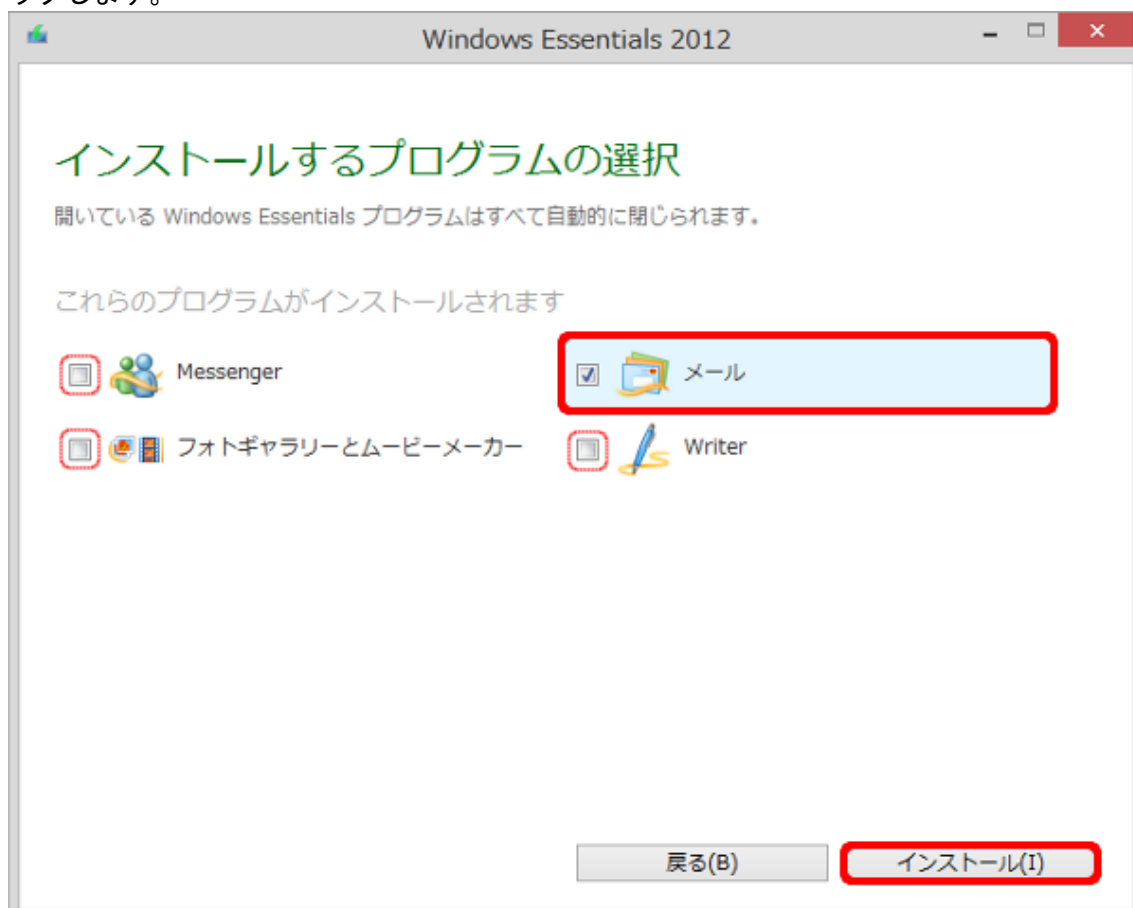 ックします。
Windows Essentials 2012
インストールするプログラムの選択
開いている Windows Essentials プログラムはすべて自動的に閉じられます。
これらのプログラムがインストールされます
Messenger
メール
フォトギャラリーとムービーメーカー
Writer
戻る(B)
インストール(I)